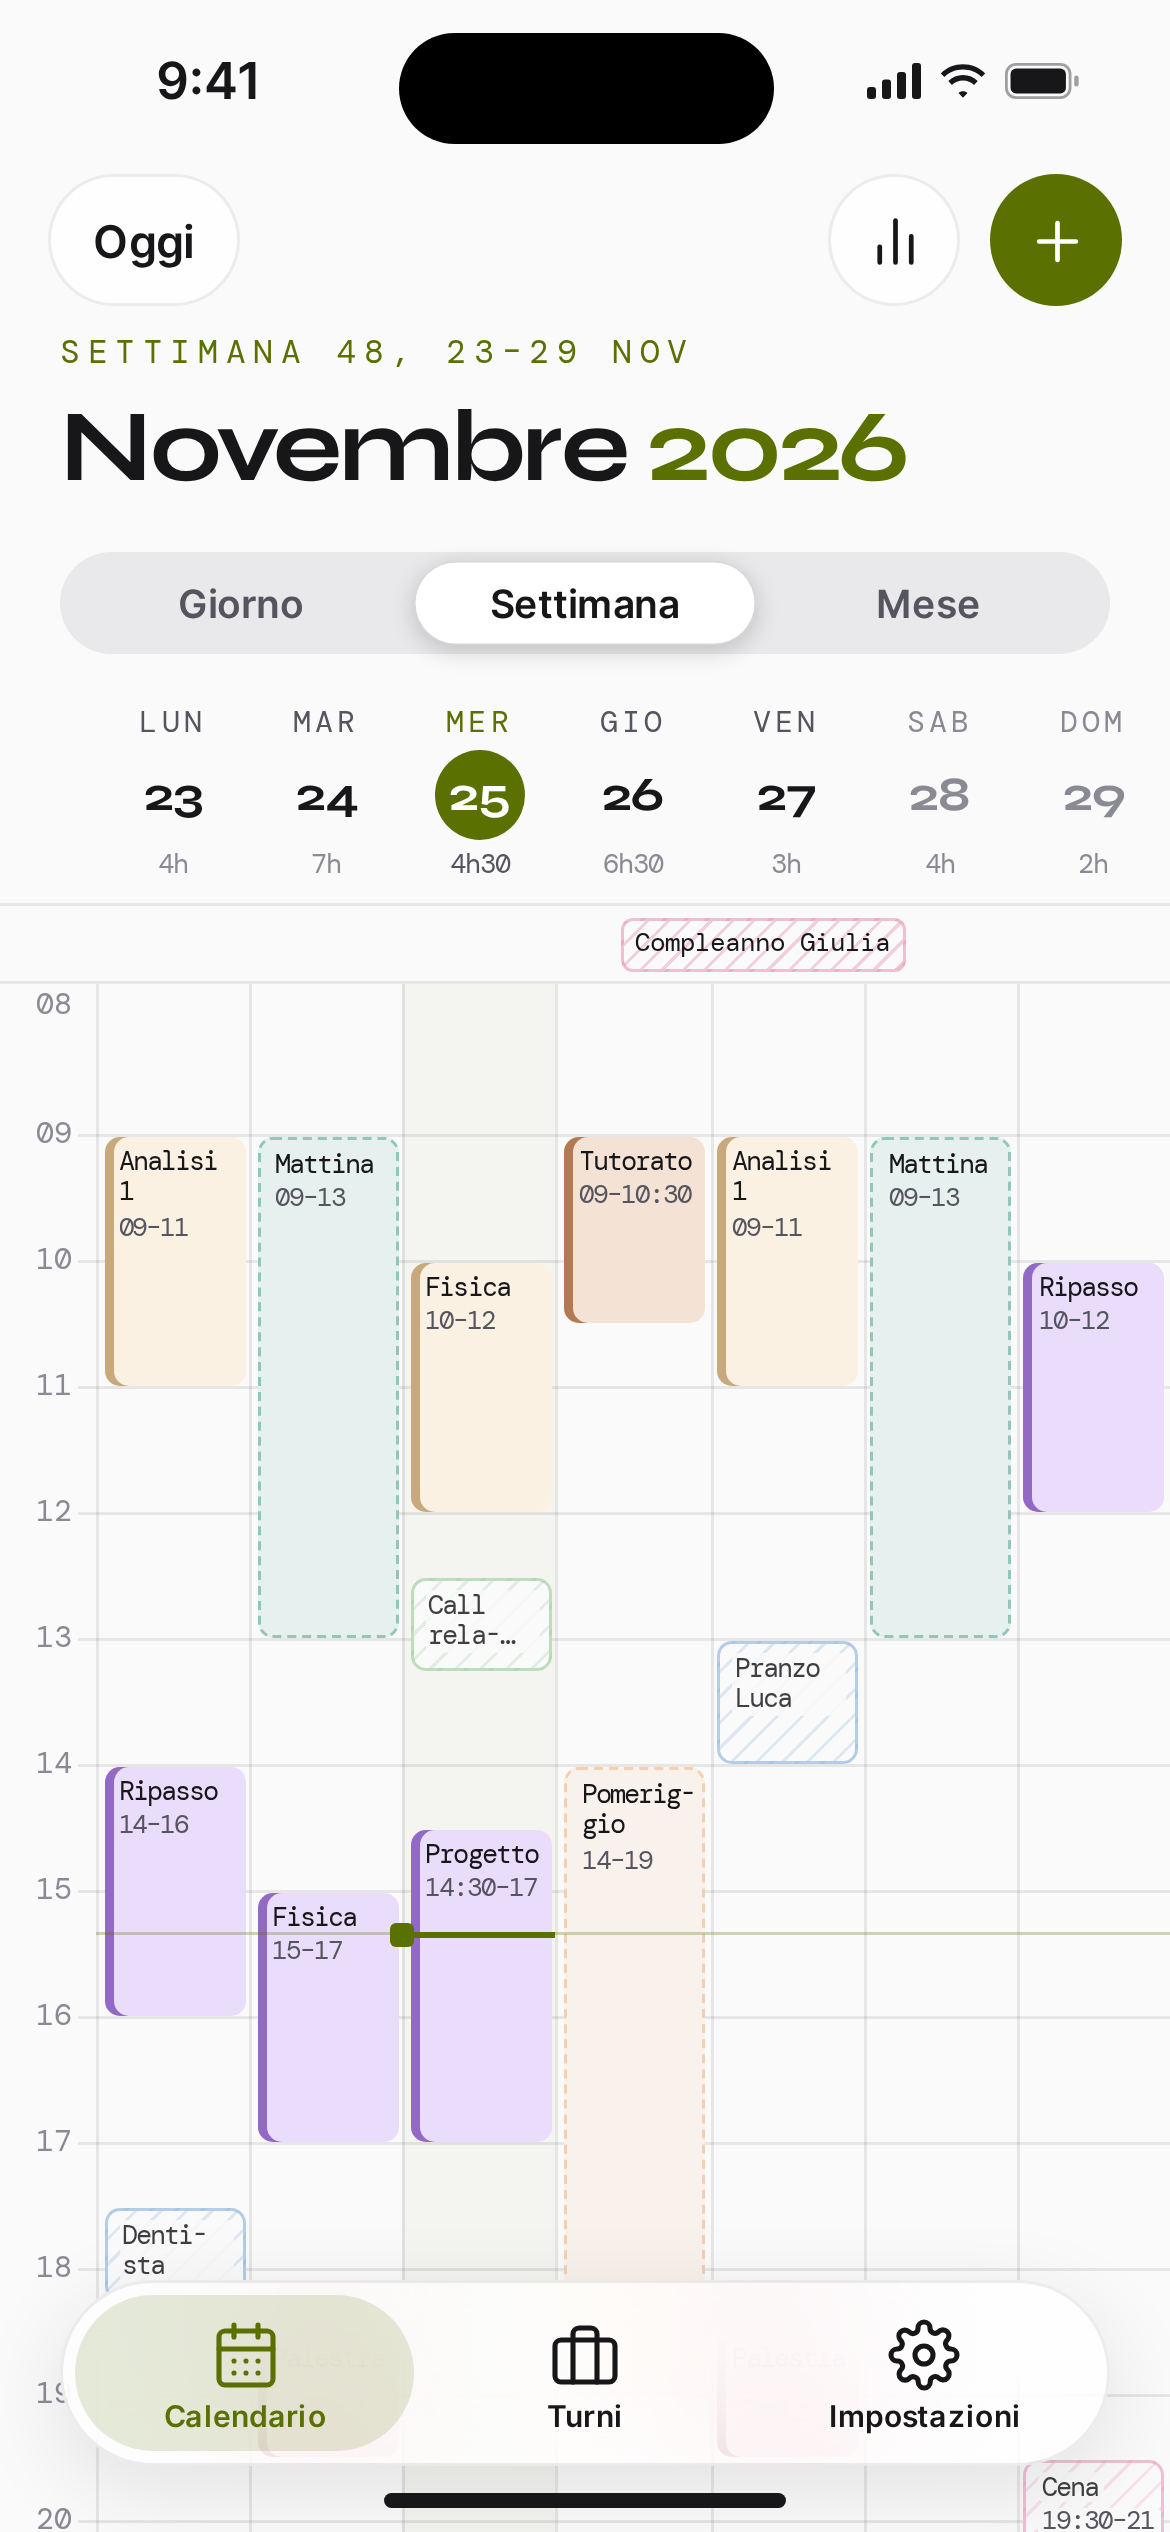 9:41
Oggi
SETTIMANA 48, 23-29 NOV
Novembre 2026
Giorno Settimana Mese
LUN MAR MER GIO VEN SAB DOM
23 24 25 26 27 28 29
4h 7h 4h30 6h30 3h 4h 2h
Compleanno Giulia
08
09
Analisi
1
09-11
Mattina
09-13
Tutorato
09-10:30
Analisi
1
09-11
Mattina
09-13
10
Fisica
10-12
Ripasso
10-12
11
12
Call
rela-…
13
Pranzo
Luca
14
Ripasso
14-16
Pomerig-
gio
14-19
Progetto
14:30-17
15
Fisica
15-17
16
17
Denti-
sta
18
Palestra
19
Calendario Turni Impostazioni
Cena
19:30-21
20